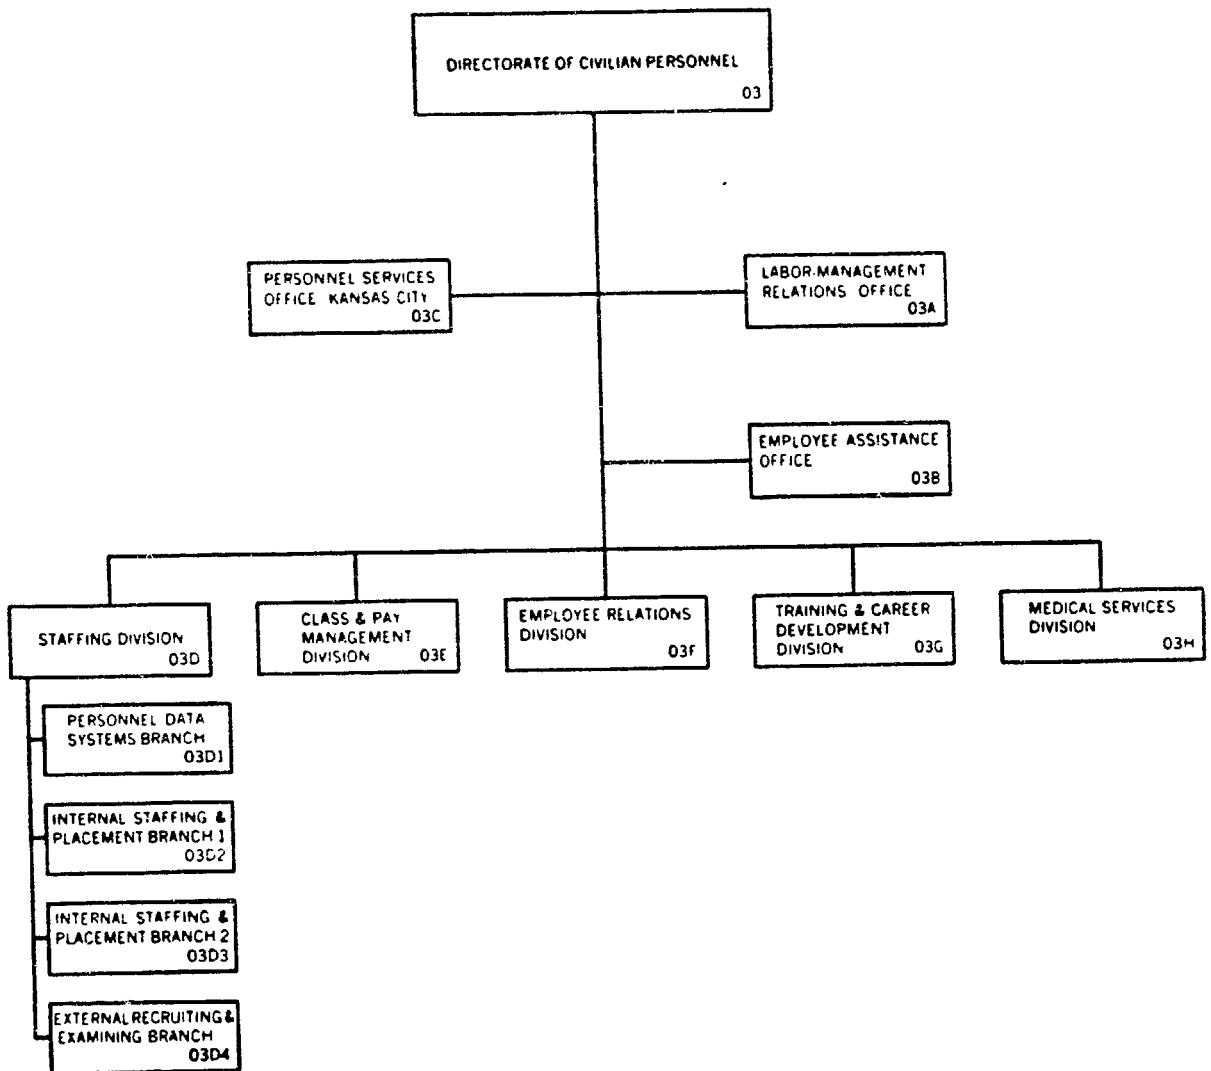 DIRECTORATE OF CIVILIAN PERSONNEL
03
PERSONNEL SERVICES
OFFICE KANSAS CITY
03C
LABOR-MANAGEMENT
RELATIONS OFFICE
03A
EMPLOYEE ASSISTANCE
OFFICE
03B
STAFFING DIVISION
03D
CLASS & PAY
MANAGEMENT
DIVISION 03E
EMPLOYEE RELATIONS
DIVISION
03F
TRAINING & CAREER
DEVELOPMENT
DIVISION 03G
MEDICAL SERVICES
DIVISION
03H
PERSONNEL DATA
SYSTEMS BRANCH
03D1
INTERNAL STAFFING &
PLACEMENT BRANCH 1
03D2
INTERNAL STAFFING &
PLACEMENT BRANCH 2
03D3
EXTERNAL RECRUITING &
EXAMINING BRANCH
03D4